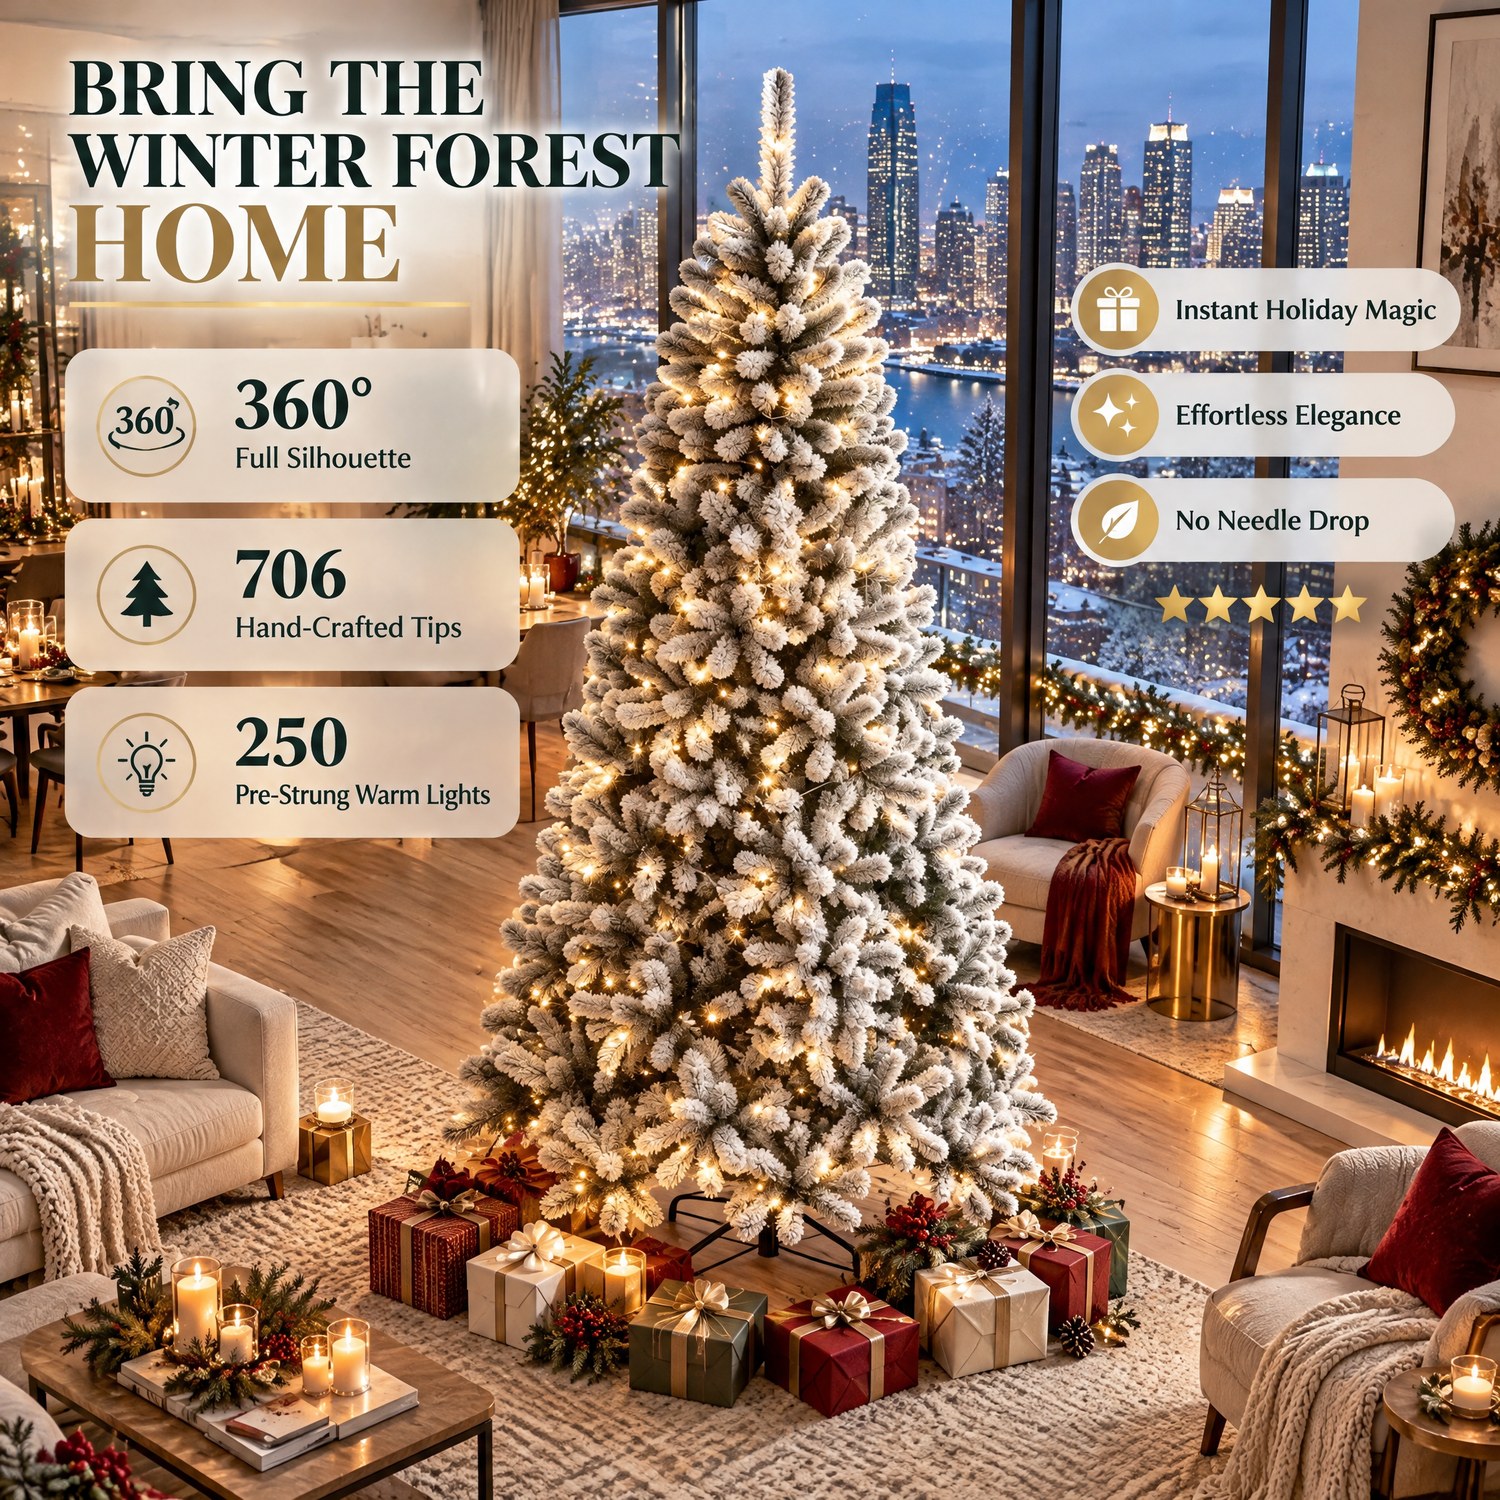 BRING THE
WINTER FOREST
HOME
360
360°
Full Silhouette
706
Hand-Crafted Tips
250
Pre-Strung Warm Lights
Instant Holiday Magic
Effortless Elegance
No Needle Drop